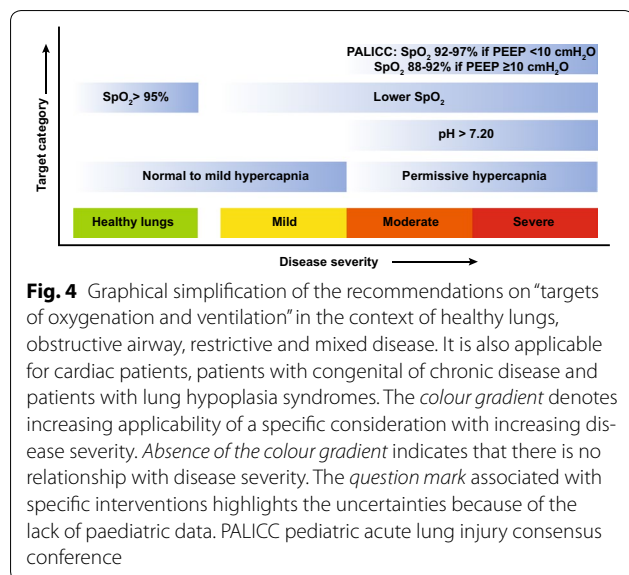 PALICC: SpO2 92-97% if PEEP <10 cmH2O
SpO2 88-92% if PEEP ≥10 cmH2O
SpO2> 95%
Lower SpO2
pH > 7.20
Normal to mild hypercapnia
Permissive hypercapnia
Target category
Healthy lungs
Mild
Moderate
Severe
Disease severity
Fig. 4 Graphical simplification of the recommendations on “targets
of oxygenation and ventilation” in the context of healthy lungs,
obstructive airway, restrictive and mixed disease. It is also applicable
for cardiac patients, patients with congenital of chronic disease and
patients with lung hypoplasia syndromes. The colour gradient denotes
increasing applicability of a specific consideration with increasing dis-
ease severity. Absence of the colour gradient indicates that there is no
relationship with disease severity. The question mark associated with
specific interventions highlights the uncertainties because of the
lack of paediatric data. PALICC pediatric acute lung injury consensus
conference